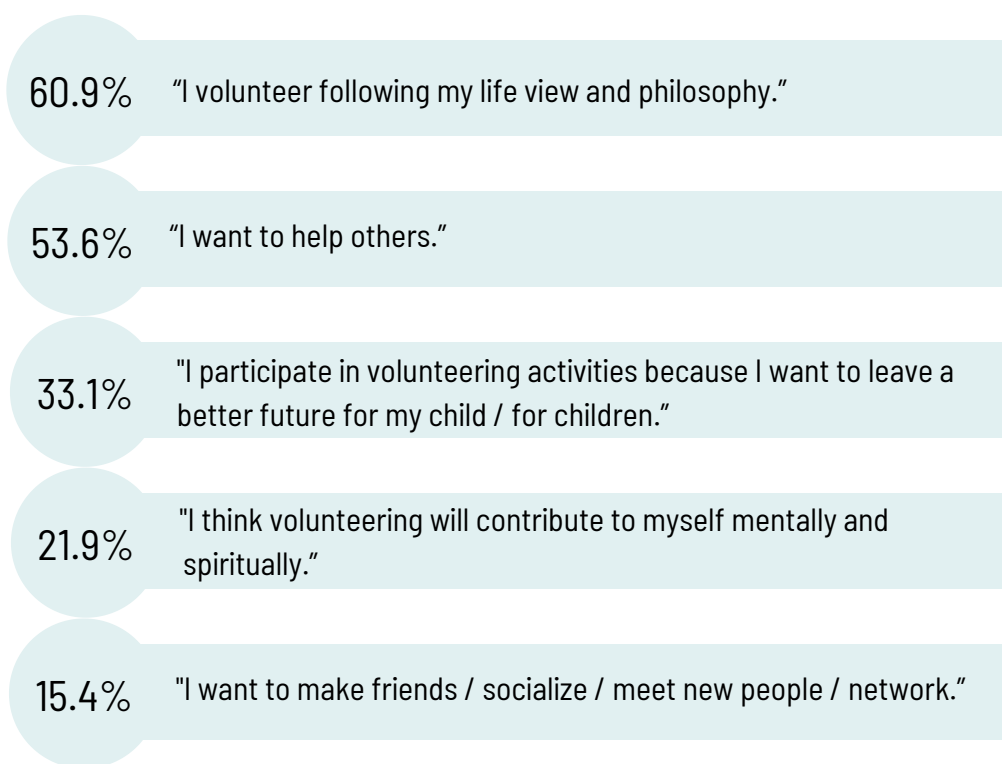 60.9%
“I volunteer following my life view and philosophy.”
53.6%
“I want to help others.”
33.1%
"I participate in volunteering activities because I want to leave a
better future for my child / for children.”
21.9%
"I think volunteering will contribute to myself mentally and
spiritually.”
15.4%
"I want to make friends / socialize / meet new people / network.”